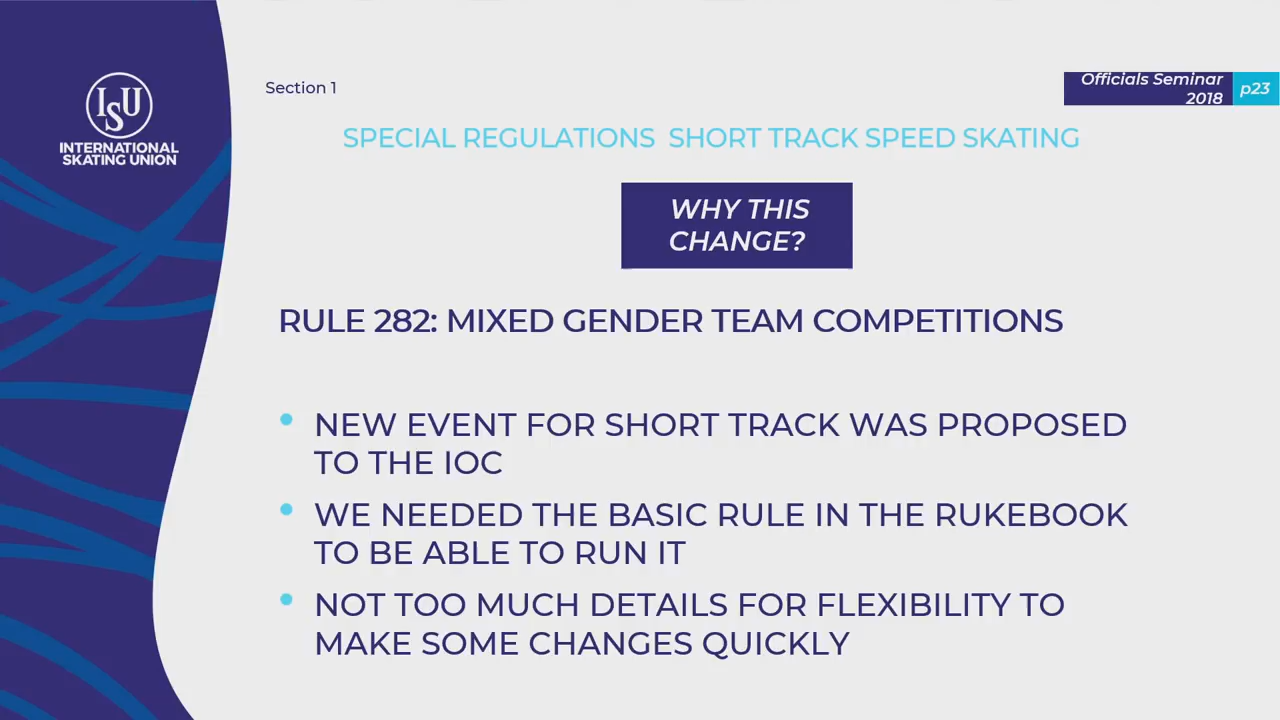 ISU
INTERNATIONAL
SKATING UNION
Section 1
Officials Seminar
2018
p23
SPECIAL REGULATIONS SHORT TRACK SPEED SKATING
WHY THIS
CHANGE?
RULE 282: MIXED GENDER TEAM COMPETITIONS
• NEW EVENT FOR SHORT TRACK WAS PROPOSED
TO THE IOC
• WE NEEDED THE BASIC RULE IN THE RUKEBOOK
TO BE ABLE TO RUN IT
• NOT TOO MUCH DETAILS FOR FLEXIBILITY TO
MAKE SOME CHANGES QUICKLY